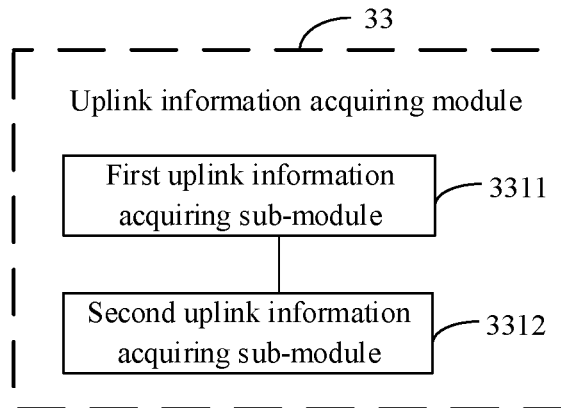 33
Uplink information acquiring module
First uplink information
acquiring sub-module
3311
Second uplink information
acquiring sub-module
3312